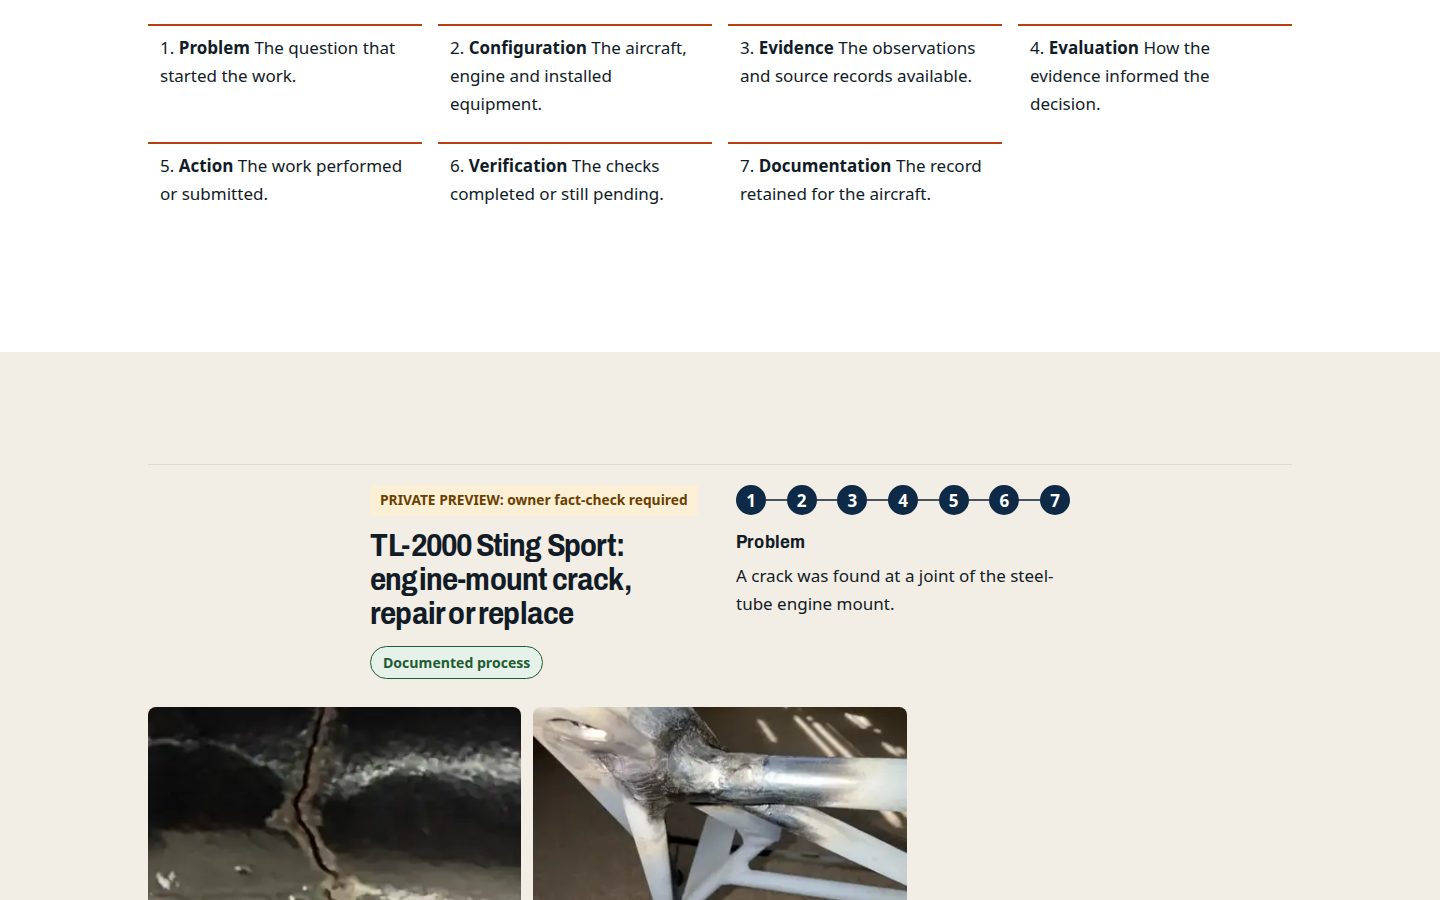 1. Problem The question that
started the work.
2. Configuration The aircraft,
engine and installed
equipment.
3. Evidence The observations
and source records available.
4. Evaluation How the
evidence informed the
decision.
5. Action The work performed
or submitted.
6. Verification The checks
completed or still pending.
7. Documentation The record
retained for the aircraft.
PRIVATE PREVIEW: owner fact-check required
TL-2000 Sting Sport:
engine-mount crack,
repair or replace
Documented process
1 2 3 4 5 6 7
Problem
A crack was found at a joint of the steel-
tube engine mount.